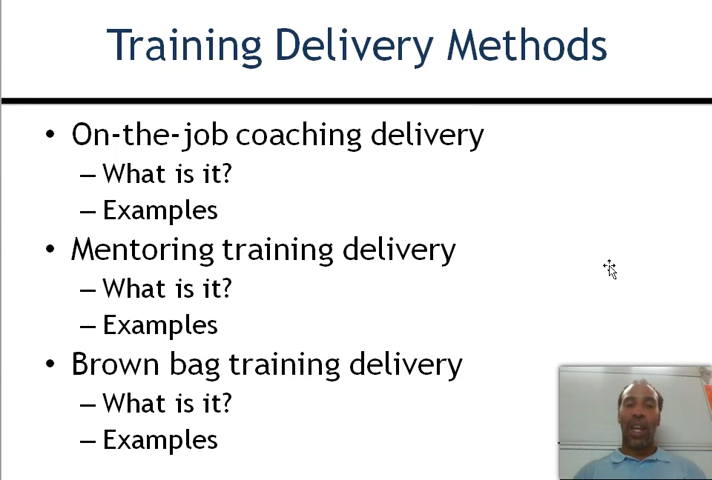 Training Delivery Methods
• On-the-job coaching delivery
– What is it?
– Examples
• Mentoring training delivery
– What is it?
– Examples
• Brown bag training delivery
– What is it?
– Examples